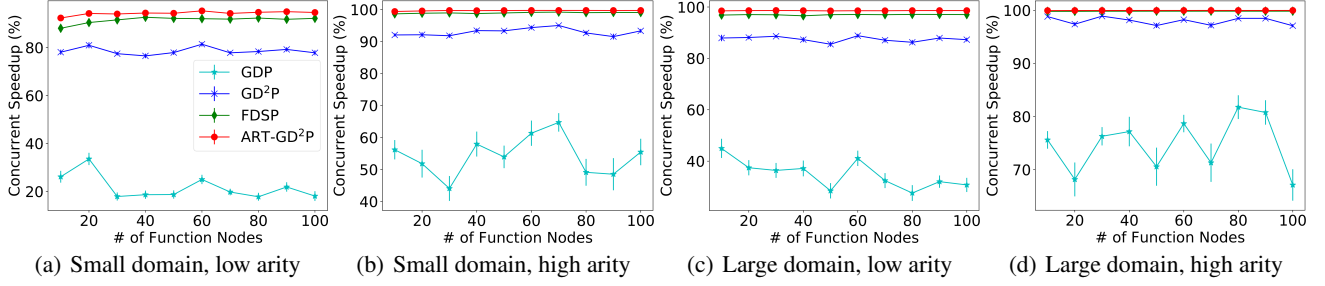 Concurrent Speedup (%)
80
60
40
20
GDP
GD²P
FDSP
ART-GD²P
20 40 60 80 100
# of Function Nodes
(a) Small domain, low arity
Concurrent Speedup (%)
100
90
80
70
60
50
40
20 40 60 80 100
# of Function Nodes
(b) Small domain, high arity
Concurrent Speedup (%)
100
80
60
40
20 40 60 80 100
# of Function Nodes
(c) Large domain, low arity
Concurrent Speedup (%)
100
90
80
70
20 40 60 80 100
# of Function Nodes
(d) Large domain, high arity